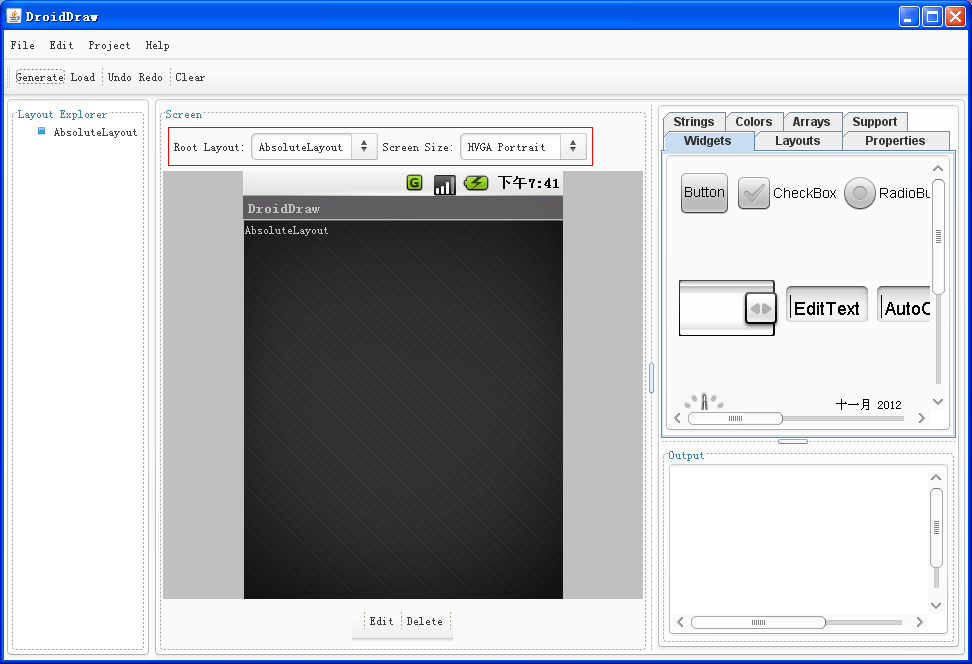 DroidDraw
File Edit Project Help
Generate Load Undo Redo Clear
Layout Explorer
AbsoluteLayout
Screen
Root Layout: AbsoluteLayout Screen Size: HVGA Portrait
下午7:41
DroidDraw
AbsoluteLayout
Edit Delete
Strings Colors Arrays Support
Widgets Layouts Properties
Button CheckBox RadioBu
EditText AutoC
十一月 2012
Output